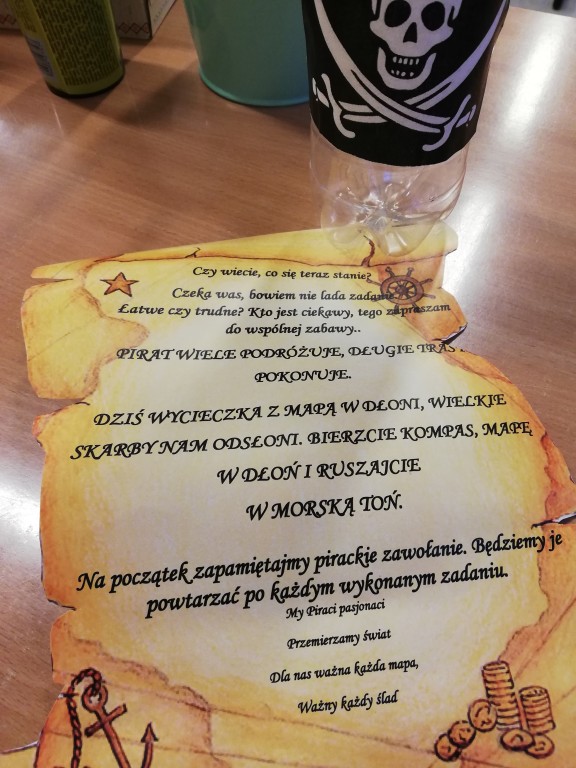 Czy wiecie, co się teraz stanie?
Czeka was, bowiem nie lada zadanie.
Łatwe czy trudne? Kto jest ciekawy, tego zapraszam
do wspólnej zabawy..
PIRAT WIELE PODRÓŻUJE, DŁUGIE
POKONUJE.
DZIŚ WYCIECZKA Z MAPĄ W DŁONI, WIELKIE
SKARBY NAM ODSŁONI. BIERZCIE KOMPAS, MAPĘ
W DŁOŃ I RUSZAJCIE
W MORSKĄ TOŃ.
Na początek zapamiętajmy pirackie zawołanie. Będziemy je
powtarzać po każdym wykonanym zadaniu.
My Piraci pasjonaci
Przemierzamy świat
Dla nas ważna każda mapa,
Ważny każdy ślad